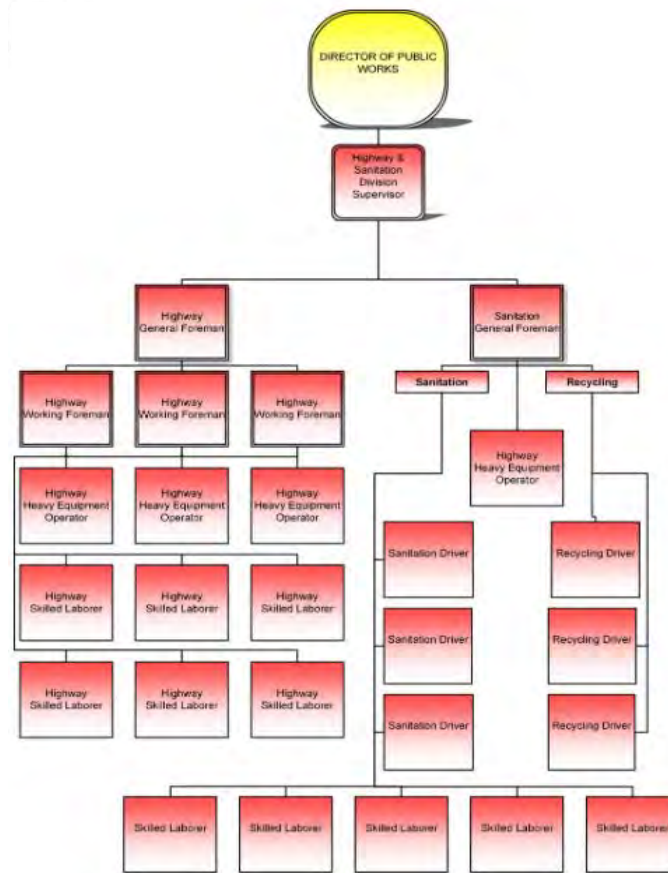 DIRECTOR OF PUBLIC
WORKS
Highway &
Sanitation
Division
Supervisor
Highway
General Foreman
Sanitation
General Foreman
Highway
Working Foreman
Highway
Working Foreman
Highway
Working Foreman
Sanitation
Recycling
Highway
Heavy Equipment
Operator
Highway
Heavy Equipment
Operator
Highway
Heavy Equipment
Operator
Highway
Heavy Equipment
Operator
Sanitation Driver
Recycling Driver
Highway
Skilled Laborer
Highway
Skilled Laborer
Highway
Skilled Laborer
Sanitation Driver
Recycling Driver
Highway
Skilled Laborer
Highway
Skilled Laborer
Highway
Skilled Laborer
Sanitation Driver
Recycling Driver
Skilled Laborer
Skilled Laborer
Skilled Laborer
Skilled Laborer
Skilled Laborer